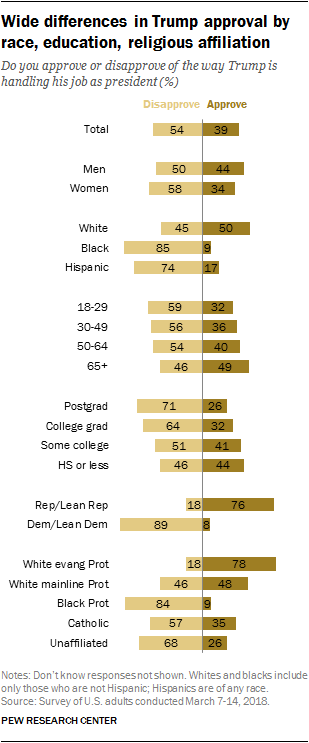 Wide differences in Trump approval by
race, education, religious affiliation
Do you approve or disapprove of the way Trump is
handling his job as president (%)
Disapprove Approve
Total 54 39
Men 50 44
Women 58 34
White 45 50
Black 85 9
Hispanic 74 17
18-29 59 32
30-49 56 36
50-64 54 40
65+ 46 49
Postgrad 71 26
College grad 64 32
Some college 51 41
HS or less 46 44
Rep/Lean Rep 18 76
Dem/Lean Dem 89 8
White evang Prot 18 78
White mainline Prot 46 48
Black Prot 84 9
Catholic 57 35
Unaffiliated 68 26
Notes: Don't know responses not shown. Whites and blacks include
only those who are not Hispanic; Hispanics are of any race.
Source: Survey of U.S. adults conducted March 7-14, 2018.
PEW RESEARCH CENTER